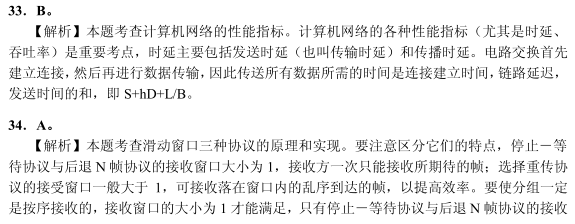 33．B。
【解析】本题考查计算机网络的性能指标。计算机网络的各种性能指标（尤其是时延、
吞吐率）是重要考点，时延主要包括发送时延（也叫传输时延）和传播时延。电路交换首先
建立连接，然后再进行数据传输，因此传送所有数据所需的时间是连接建立时间，链路延迟，
发送时间的和，即 S+hD+L/B。
34．A。
【解析】本题考查滑动窗口三种协议的原理和实现。要注意区分它们的特点，停止－等
待协议与后退 N 帧协议的接收窗口大小为 1，接收方一次只能接收所期待的帧；选择重传协
议的接受窗口一般大于 1，可接收落在窗口内的乱序到达的帧，以提高效率。要使分组一定
是按序接收的，接收窗口的大小为 1 才能满足，只有停止－等待协议与后退 N 帧协议的接收